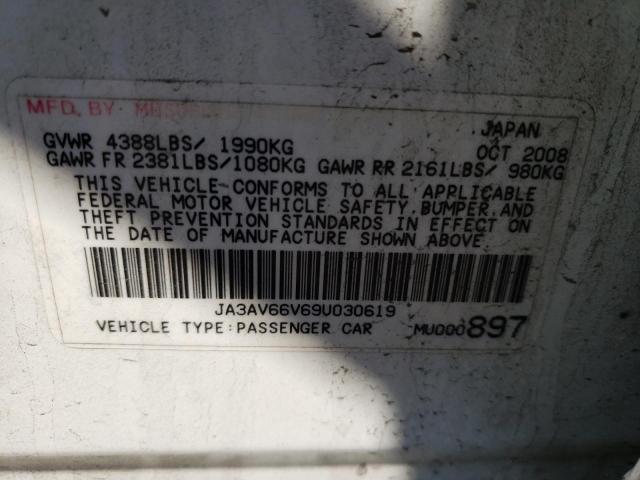 MFD. BY
JAPAN
GVWR 4388LBS/ 1990KG OCT 2008
GAWR FR 2381LBS/1080KG GAWR RR 2161LBS/ 980KG
THIS VEHICLE CONFORMS TO ALL APPLICABLE
FEDERAL MOTOR VEHICLE SAFETY, BUMPER, AND
THEFT PREVENTION STANDARDS IN EFFECT ON
THE DATE OF MANUFACTURE SHOWN ABOVE.
JA3AV66V69U030619
VEHICLE TYPE:PASSENGER CAR MU000897